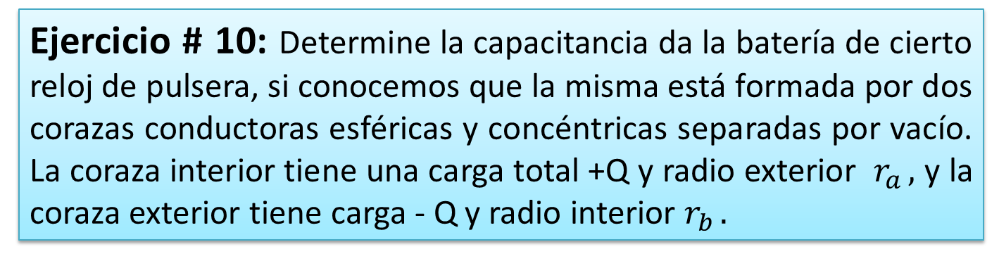 Ejercicio # 10: Determine la capacitancia da la batería de cierto
reloj de pulsera, si conocemos que la misma está formada por dos
corazas conductoras esféricas y concéntricas separadas por vacío.
La coraza interior tiene una carga total +Q y radio exterior r_a , y la
coraza exterior tiene carga - Q y radio interior r_b .